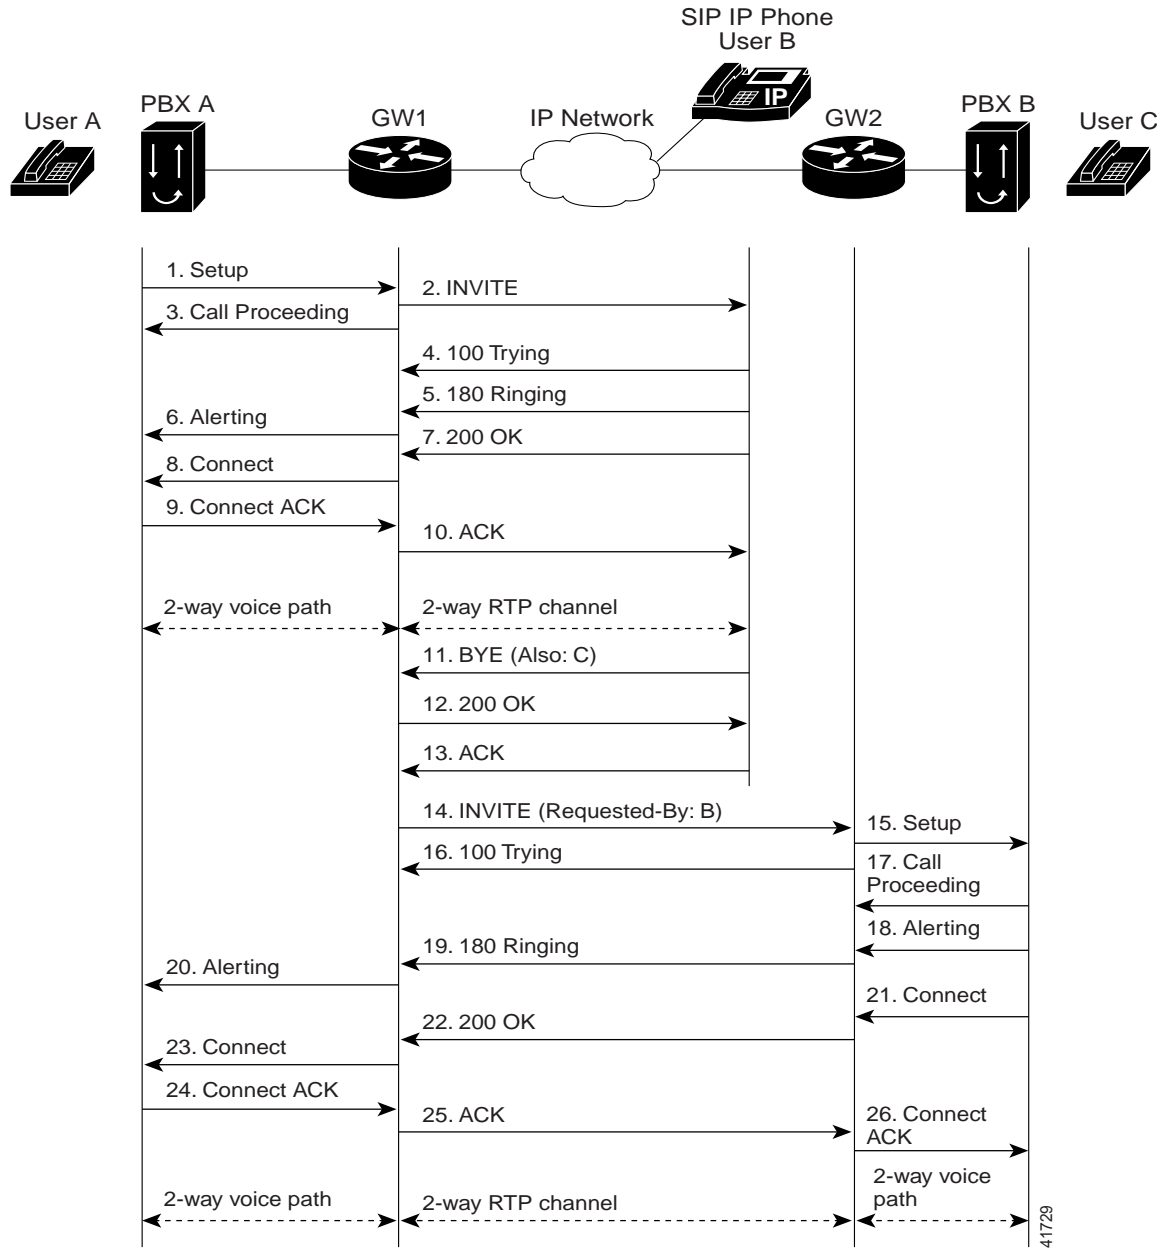 SIP IP Phone
User B
IP
User A
PBX A
GW1
IP Network
GW2
PBX B
User C
1. Setup
2. INVITE
3. Call Proceeding
4. 100 Trying
5. 180 Ringing
6. Alerting
7. 200 OK
8. Connect
9. Connect ACK
10. ACK
2-way voice path
2-way RTP channel
11. BYE (Also: C)
12. 200 OK
13. ACK
14. INVITE (Requested-By: B)
15. Setup
16. 100 Trying
17. Call
Proceeding
18. Alerting
19. 180 Ringing
20. Alerting
21. Connect
22. 200 OK
23. Connect
24. Connect ACK
25. ACK
26. Connect
ACK
2-way voice path
2-way RTP channel
2-way voice
path
41729